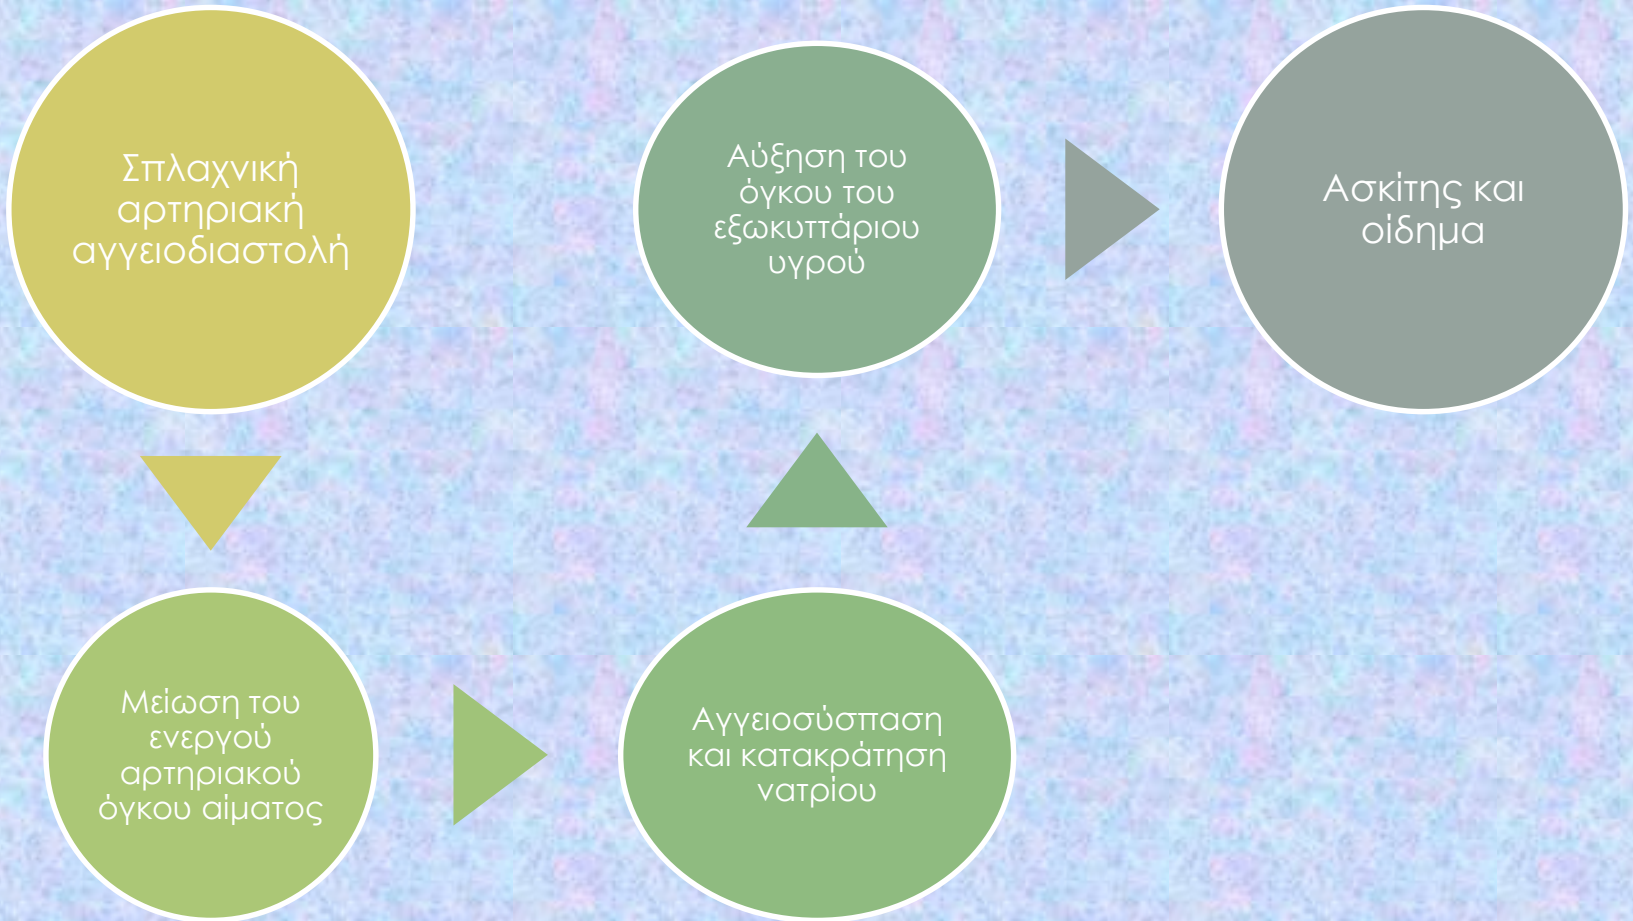 Σπλαχνική
αρτηριακή
αγγειοδιαστολή
Μείωση του
ενεργού
αρτηριακού
όγκου αίματος
Αγγειοσύσπαση
και κατακράτηση
νατρίου
Αύξηση του
όγκου του
εξωκυττάριου
υγρού
Ασκίτης και
οίδημα